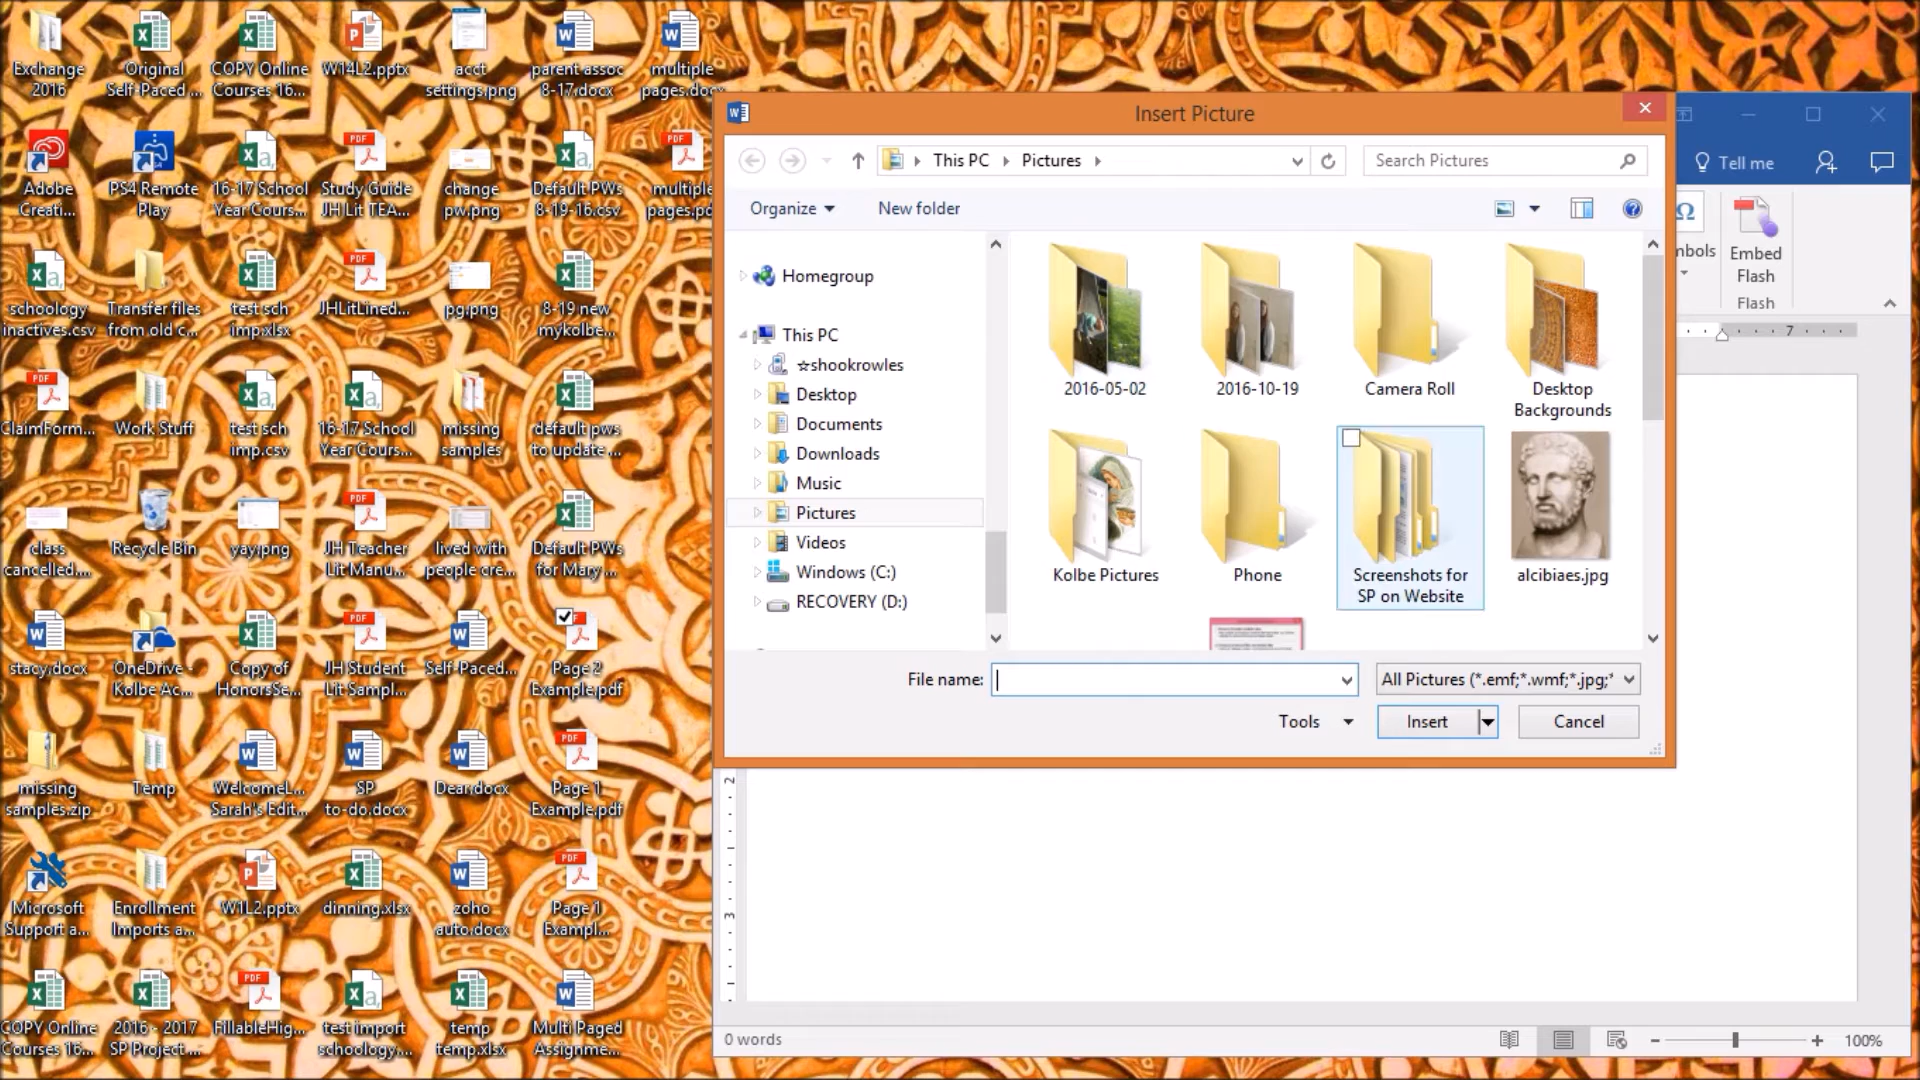 Exchange
2016
Original
Self-Paced ...
COPY Online
Courses 16...
W14L2.pptx
acct
settings.png
parent assoc
8-17.docx
multiple
pages.docx
Adobe
Creati...
PS4 Remote
Play
16-17 School
Year Cours...
Study Guide
JH Lit TEA...
change
pw.png
Default PWs
8-19-16.csv
multiple
pages.pd
schoology
inactives.csv
Transfer files
from old c...
test sch
imp.xlsx
JHLitLined...
pg.png
8-19 new
mykolbe...
ClaimForm...
Work Stuff
test sch
imp.csv
16-17 School
Year Cours...
missing
samples
default pws
to update ...
class
cancelled....
Recycle Bin
yay.png
JH Teacher
Lit Manu...
lived with
people cre...
Default PWs
for Mary ...
stacy.docx
OneDrive -
Kolbe Ac...
Copy of
HonorsSe...
JH Student
Lit Sampl...
Self-Paced...
Page 2
Example.pdf
missing
samples.zip
Temp
WelcomeL...
Sarah's Edit...
SP
to-do.docx
Dear.docx
Page 1
Example.pdf
Microsoft
Support a...
Enrollment
Imports a...
W1L2.pptx
dinning.xlsx
zoho
auto.docx
Page 1
Exampl...
COPY Online
Courses 16...
2016 - 2017
SP Project ...
FillableHig...
test import
schoology....
temp
temp.xlsx
Multi Paged
Assignme...
Insert Picture
This PC
Pictures
Search Pictures
Organize
New folder
Homegroup
This PC
☆shookrowles
Desktop
Documents
Downloads
Music
Pictures
Videos
Windows (C:)
RECOVERY (D:)
2016-05-02
2016-10-19
Camera Roll
Desktop
Backgrounds
Kolbe Pictures
Phone
Screenshots for
SP on Website
alcibiaes.jpg
File name:
All Pictures (*.emf;*.wmf;*.jpg;*
Tools
Insert
Cancel
Tell me
nbols
Embed
Flash
Flash
7
2
3
0 words
100%